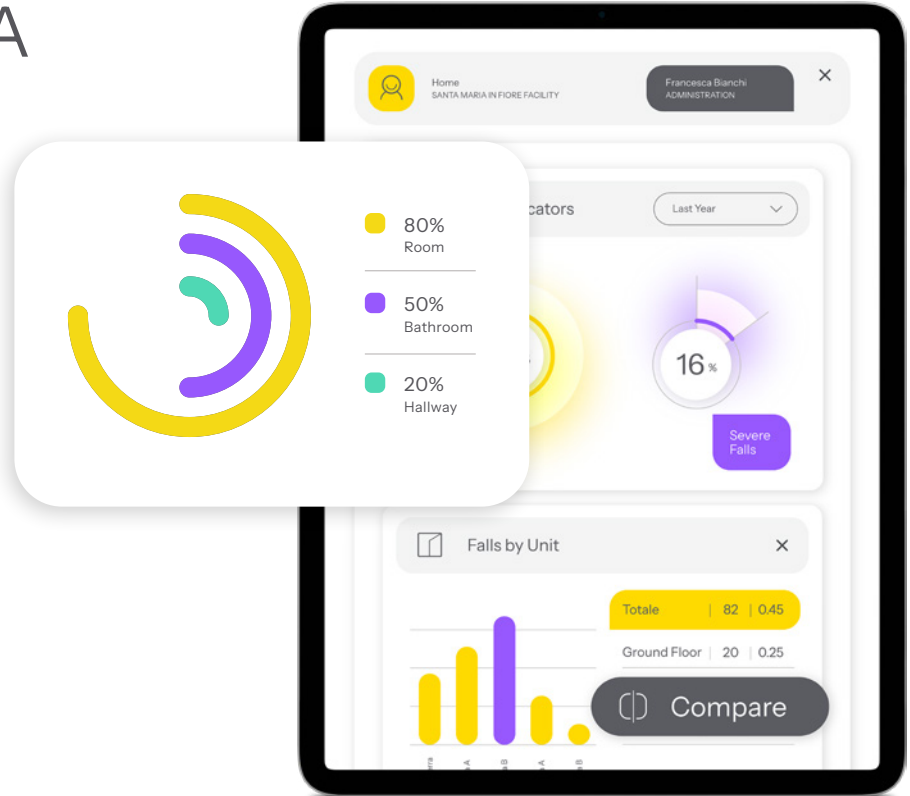 A
Home
SANTA MARIA IN FIORE FACILITY
Francesca Bianchi
ADMINISTRATION
cators
Last Year
80%
Room
50%
Bathroom
20%
Hallway
16 %
Severe
Falls
Falls by Unit
Totale | 82 | 0.45
Ground Floor | 20 | 0.25
Compare
rra
A
B
A
B